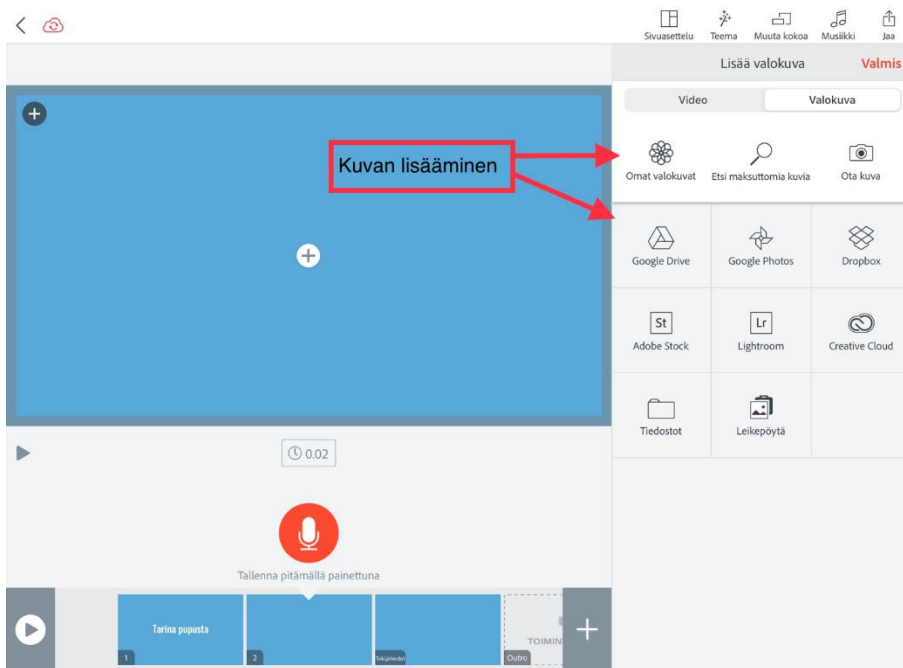 Sivuasettelu Teema Muuta kokoa Musiikki Jaa
Lisää valokuva Valmis
Video Valokuva
Kuvan lisääminen
Omat valokuvat Etsi maksuttomia kuvia Ota kuva
Google Drive Google Photos Dropbox
St Lr
Adobe Stock Lightroom Creative Cloud
Tiedostot Leikepöytä
0.02
Tallenna pitämällä painettuna
Tarina pupusta
TOIMIN
1 2 Tekijätiedot Outro